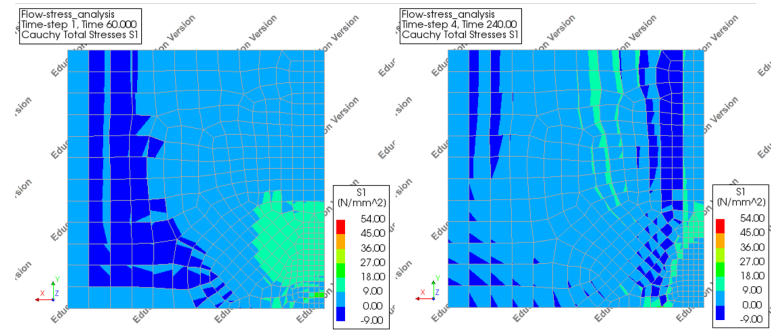 Flow-stress_analysis
Time-step 1, Time 60.000
Cauchy Total Stresses S1
S1
(N/mm^2)
54.00
45.00
36.00
27.00
18.00
9.00
0.00
-9.00
X
Y
Z
Flow-stress_analysis
Time-step 4, Time 240.00
Cauchy Total Stresses S1
S1
(N/mm^2)
54.00
45.00
36.00
27.00
18.00
9.00
0.00
-9.00
X
Y
Z